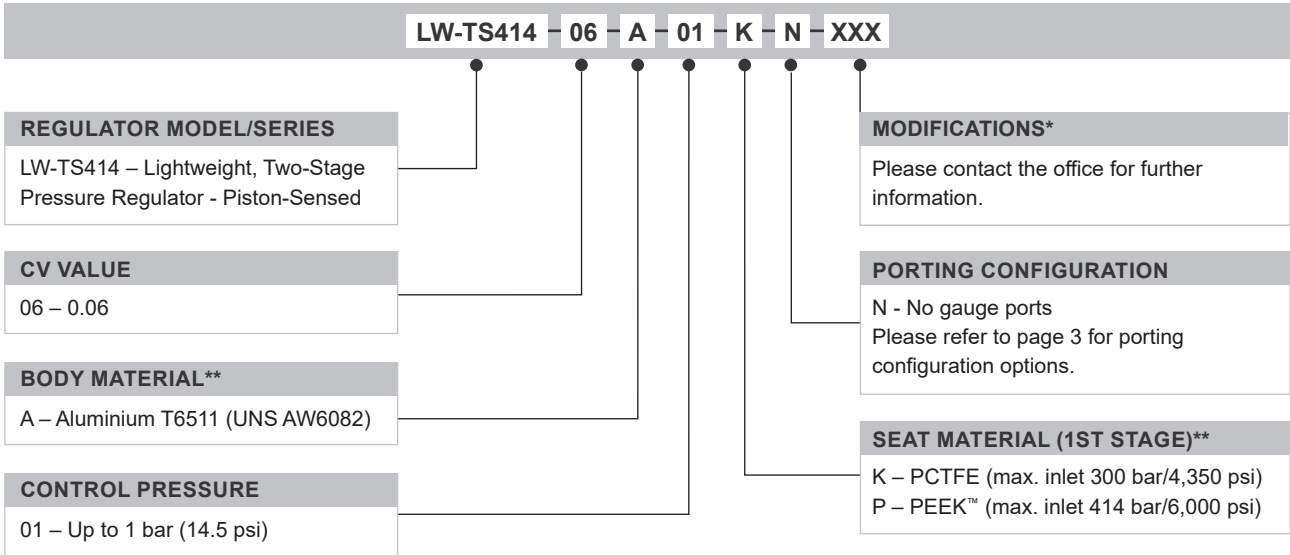 LW-TS414 - 06 - A - 01 - K - N - XXX
REGULATOR MODEL/SERIES
LW-TS414 – Lightweight, Two-Stage
Pressure Regulator - Piston-Sensed
CV VALUE
06 – 0.06
BODY MATERIAL**
A – Aluminium T6511 (UNS AW6082)
CONTROL PRESSURE
01 – Up to 1 bar (14.5 psi)
MODIFICATIONS*
Please contact the office for further
information.
PORTING CONFIGURATION
N - No gauge ports
Please refer to page 3 for porting
configuration options.
SEAT MATERIAL (1ST STAGE)**
K – PCTFE (max. inlet 300 bar/4,350 psi)
P – PEEK™ (max. inlet 414 bar/6,000 psi)